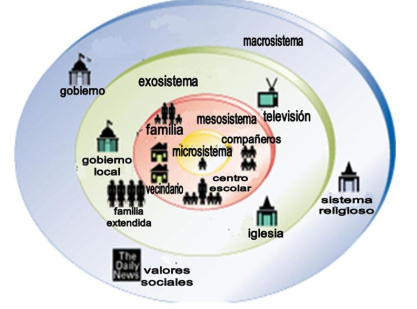 macrosistema
gobierno
exosistema
televisión
familia
mesosistema
compañeros
microsistema
gobierno
local
vecindario
centro
escolar
familia
extendida
iglesia
sistema
religioso
The
Daily
News
valores
sociales